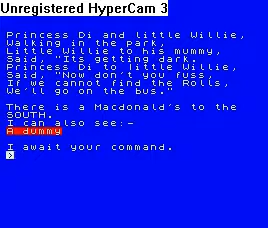 Unregistered HyperCam 3
Princess Di and little Willie,
Walking in the park,
Little Willie to his mummy,
Said, "Its getting dark.
Princess Di to little Willie,
Said, "Now don't you fuss,
If we cannot find the Rolls,
We'll go on the bus."
There is a Macdonald's to the
SOUTH.
I can also see:-
A dummy
I await your command.
>